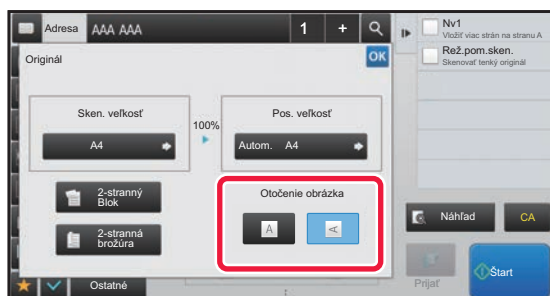 Adresa AAA AAA 1 +
Originál OK
Sken. veľkosť
A4
100%
Pos. veľkosť
Autom. A4
2-stranný
Blok
2-stranná
brožúra
Otočenie obrázka
A A
Ostatné
Nv1
Vložiť viac strán na stranu A
Rež.pom.sken.
Skenovať tenký originál
Náhľad CA
Prijať
Štart